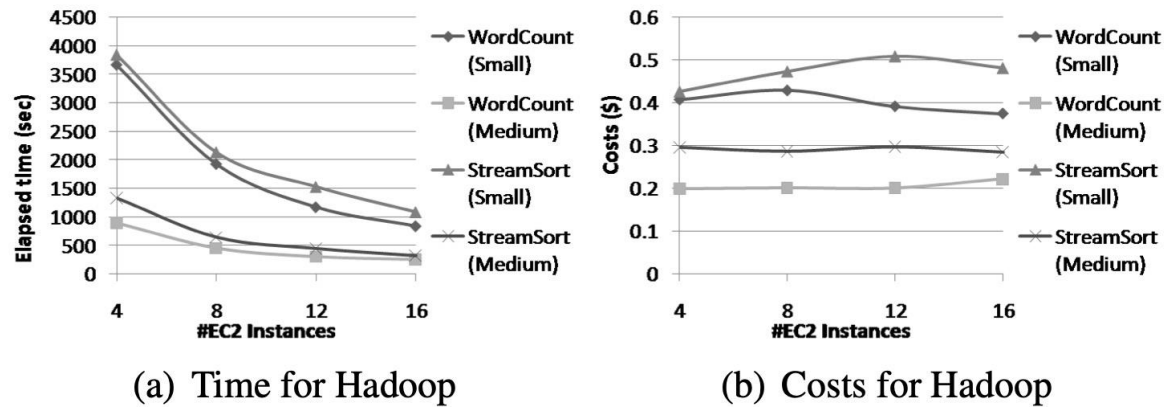 4500
4000
3500
3000
2500
2000
1500
1000
500
0
Elapsed time (sec)
4 8 12 16
#EC2 Instances
WordCount
(Small)
WordCount
(Medium)
StreamSort
(Small)
StreamSort
(Medium)
(a) Time for Hadoop
0.6
0.5
0.4
0.3
0.2
0.1
0
Costs ($)
4 8 12 16
#EC2 Instances
WordCount
(Small)
WordCount
(Medium)
StreamSort
(Small)
StreamSort
(Medium)
(b) Costs for Hadoop